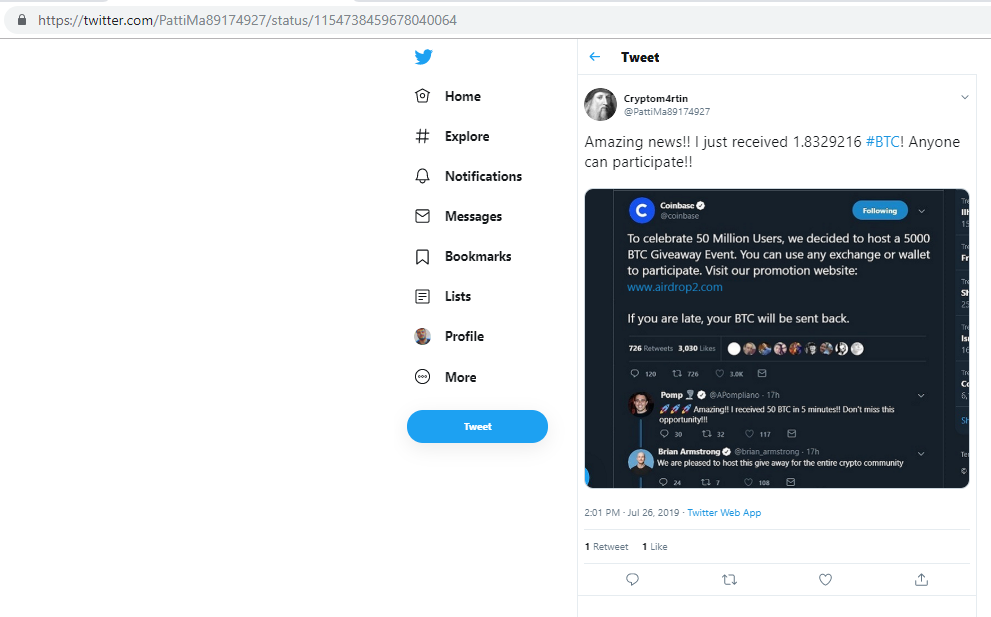 https://twitter.com/PattiMa89174927/status/1154738459678040064
Home
Explore
Notifications
Messages
Bookmarks
Lists
Profile
More
Tweet
Tweet
Cryptom4rtin
@PattiMa89174927
Amazing news!! I just received 1.8329216 #BTC! Anyone
can participate!!
Coinbase
@coinbase
Following
To celebrate 50 Million Users, we decided to host a 5000
BTC Giveaway Event. You can use any exchange or wallet
to participate. Visit our promotion website:
www.airdrop2.com
If you are late, your BTC will be sent back.
726 Retweets 3,030 Likes
120 726 3.0K
Pomp @APompliano · 17h
🚀🚀🚀 Amazing!! I received 50 BTC in 5 minutes!! Don't miss this
opportunity!!!
30 32 117
Brian Armstrong @brian_armstrong · 17h
We are pleased to host this give away for the entire crypto community
24 7 108
2:01 PM · Jul 26, 2019 · Twitter Web App
1 Retweet 1 Like